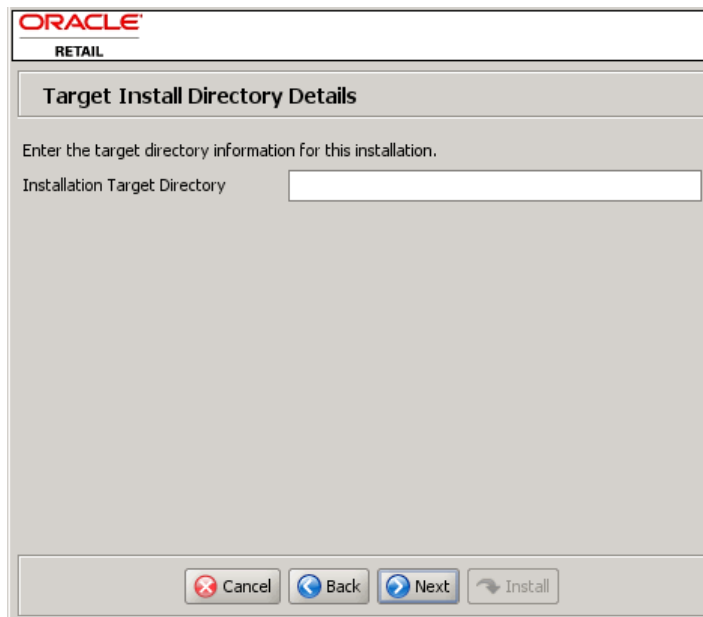 ORACLE
RETAIL
Target Install Directory Details
Enter the target directory information for this installation.
Installation Target Directory
Cancel Back Next Install